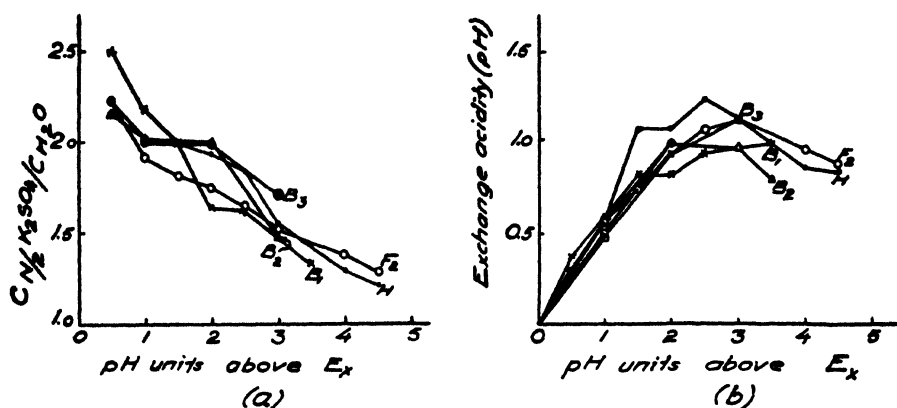 C N/2 K2SO4/C H2O
2.5
2.0
1.5
1.0
0 1 2 3 4 5
B3
B2
B1
F2
H
pH units above Ex
(a)
Exchange acidity (pH)
1.5
1.0
0.5
0 1 2 3 4 5
B3
F2
B1
H
B2
pH units above Ex
(b)